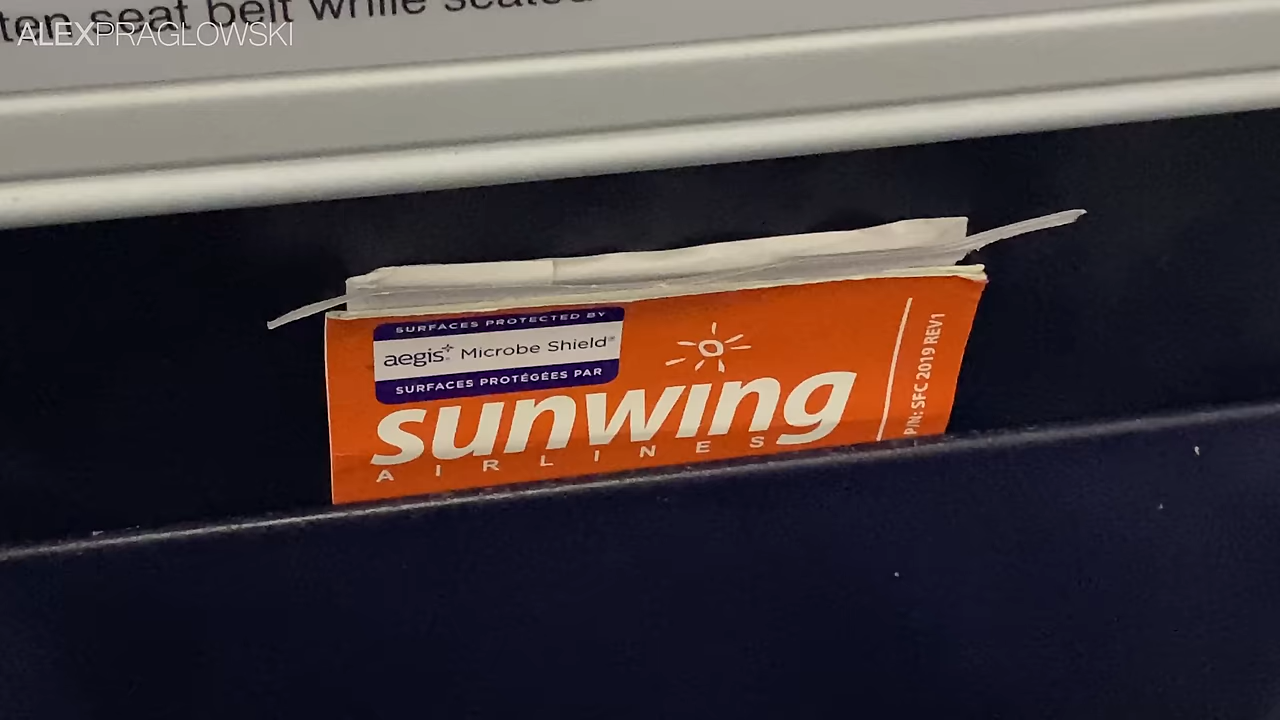 ten seat belt while seated
ALEXPRAGLOWSKI
SURFACES PROTECTED BY
aegis Microbe Shield®
SURFACES PROTÉGÉES PAR
sunwing
AIRLINES
P/N: SFC 2019 REV1